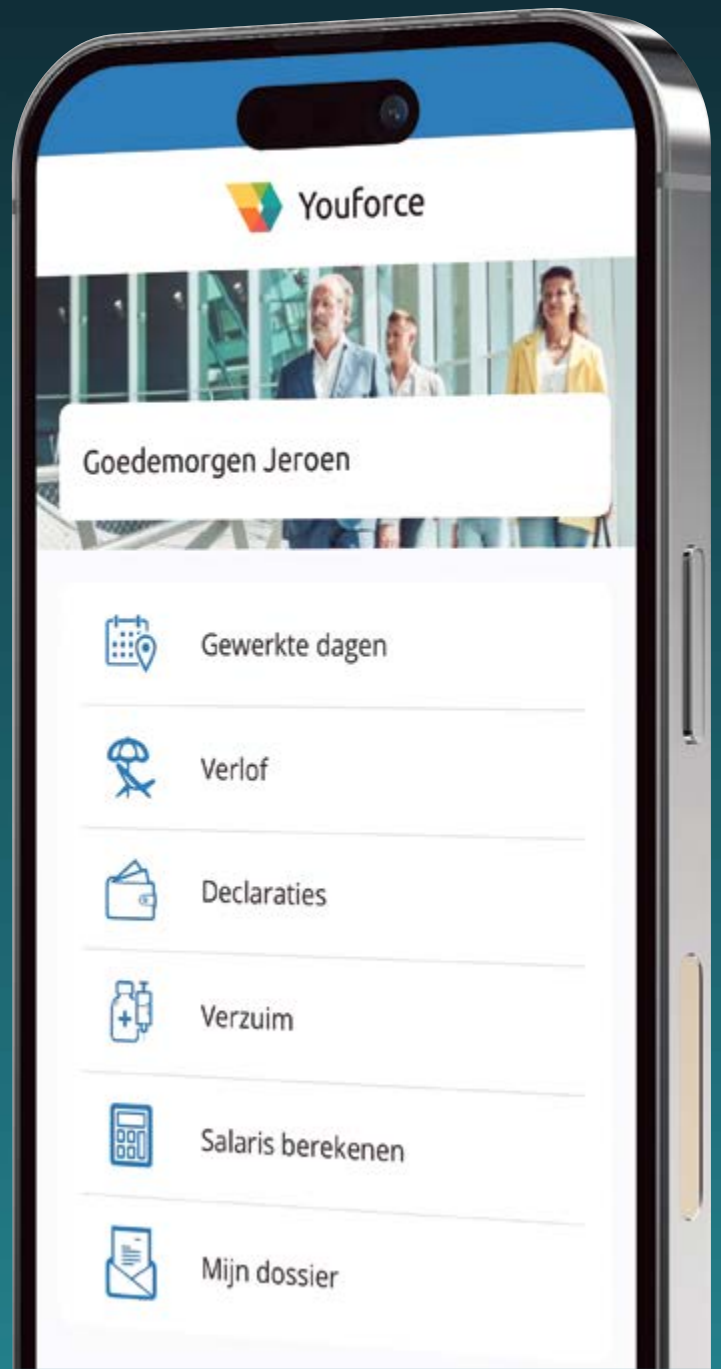 Youforce
Goedemorgen Jeroen
Gewerkte dagen
Verlof
Declaraties
Verzuim
Salaris berekenen
Mijn dossier